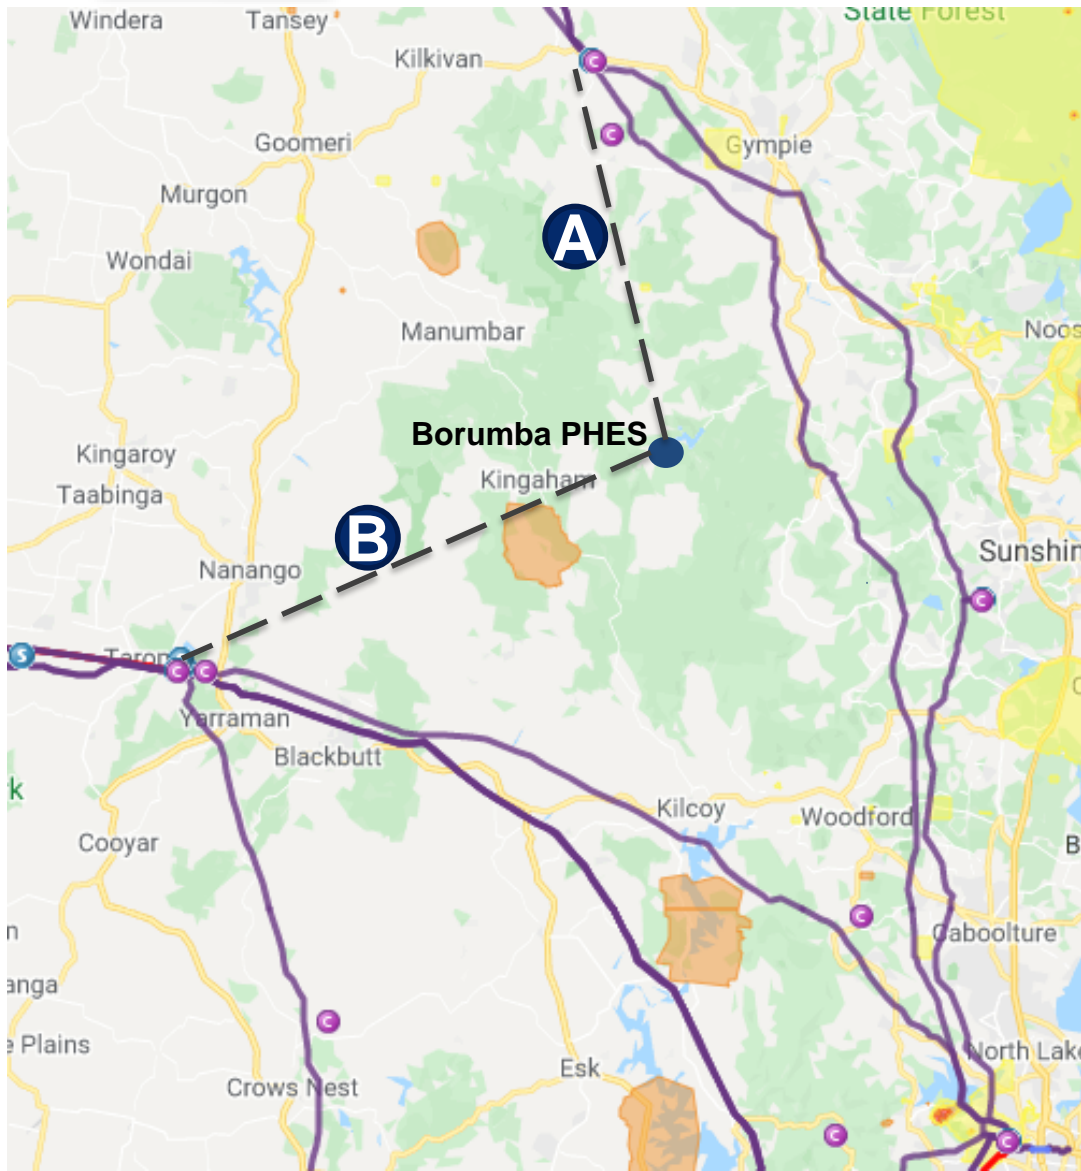 State Forest
Windera
Tansey
Kilkivan
C
C
Goomeri
Gympie
Murgon
A
Wondai
Manumbar
Noos
Borumba PHES
Kingaroy
Kingaham
Taabinga
B
Sunshin
Nanango
C
S
Taron
C
C
Yarraman
Blackbutt
k
Kilcoy
Woodford
Cooyar
B
C
n
Caboolture
anga
C
e Plains
North Lake
Esk
Crows Nest
C
C